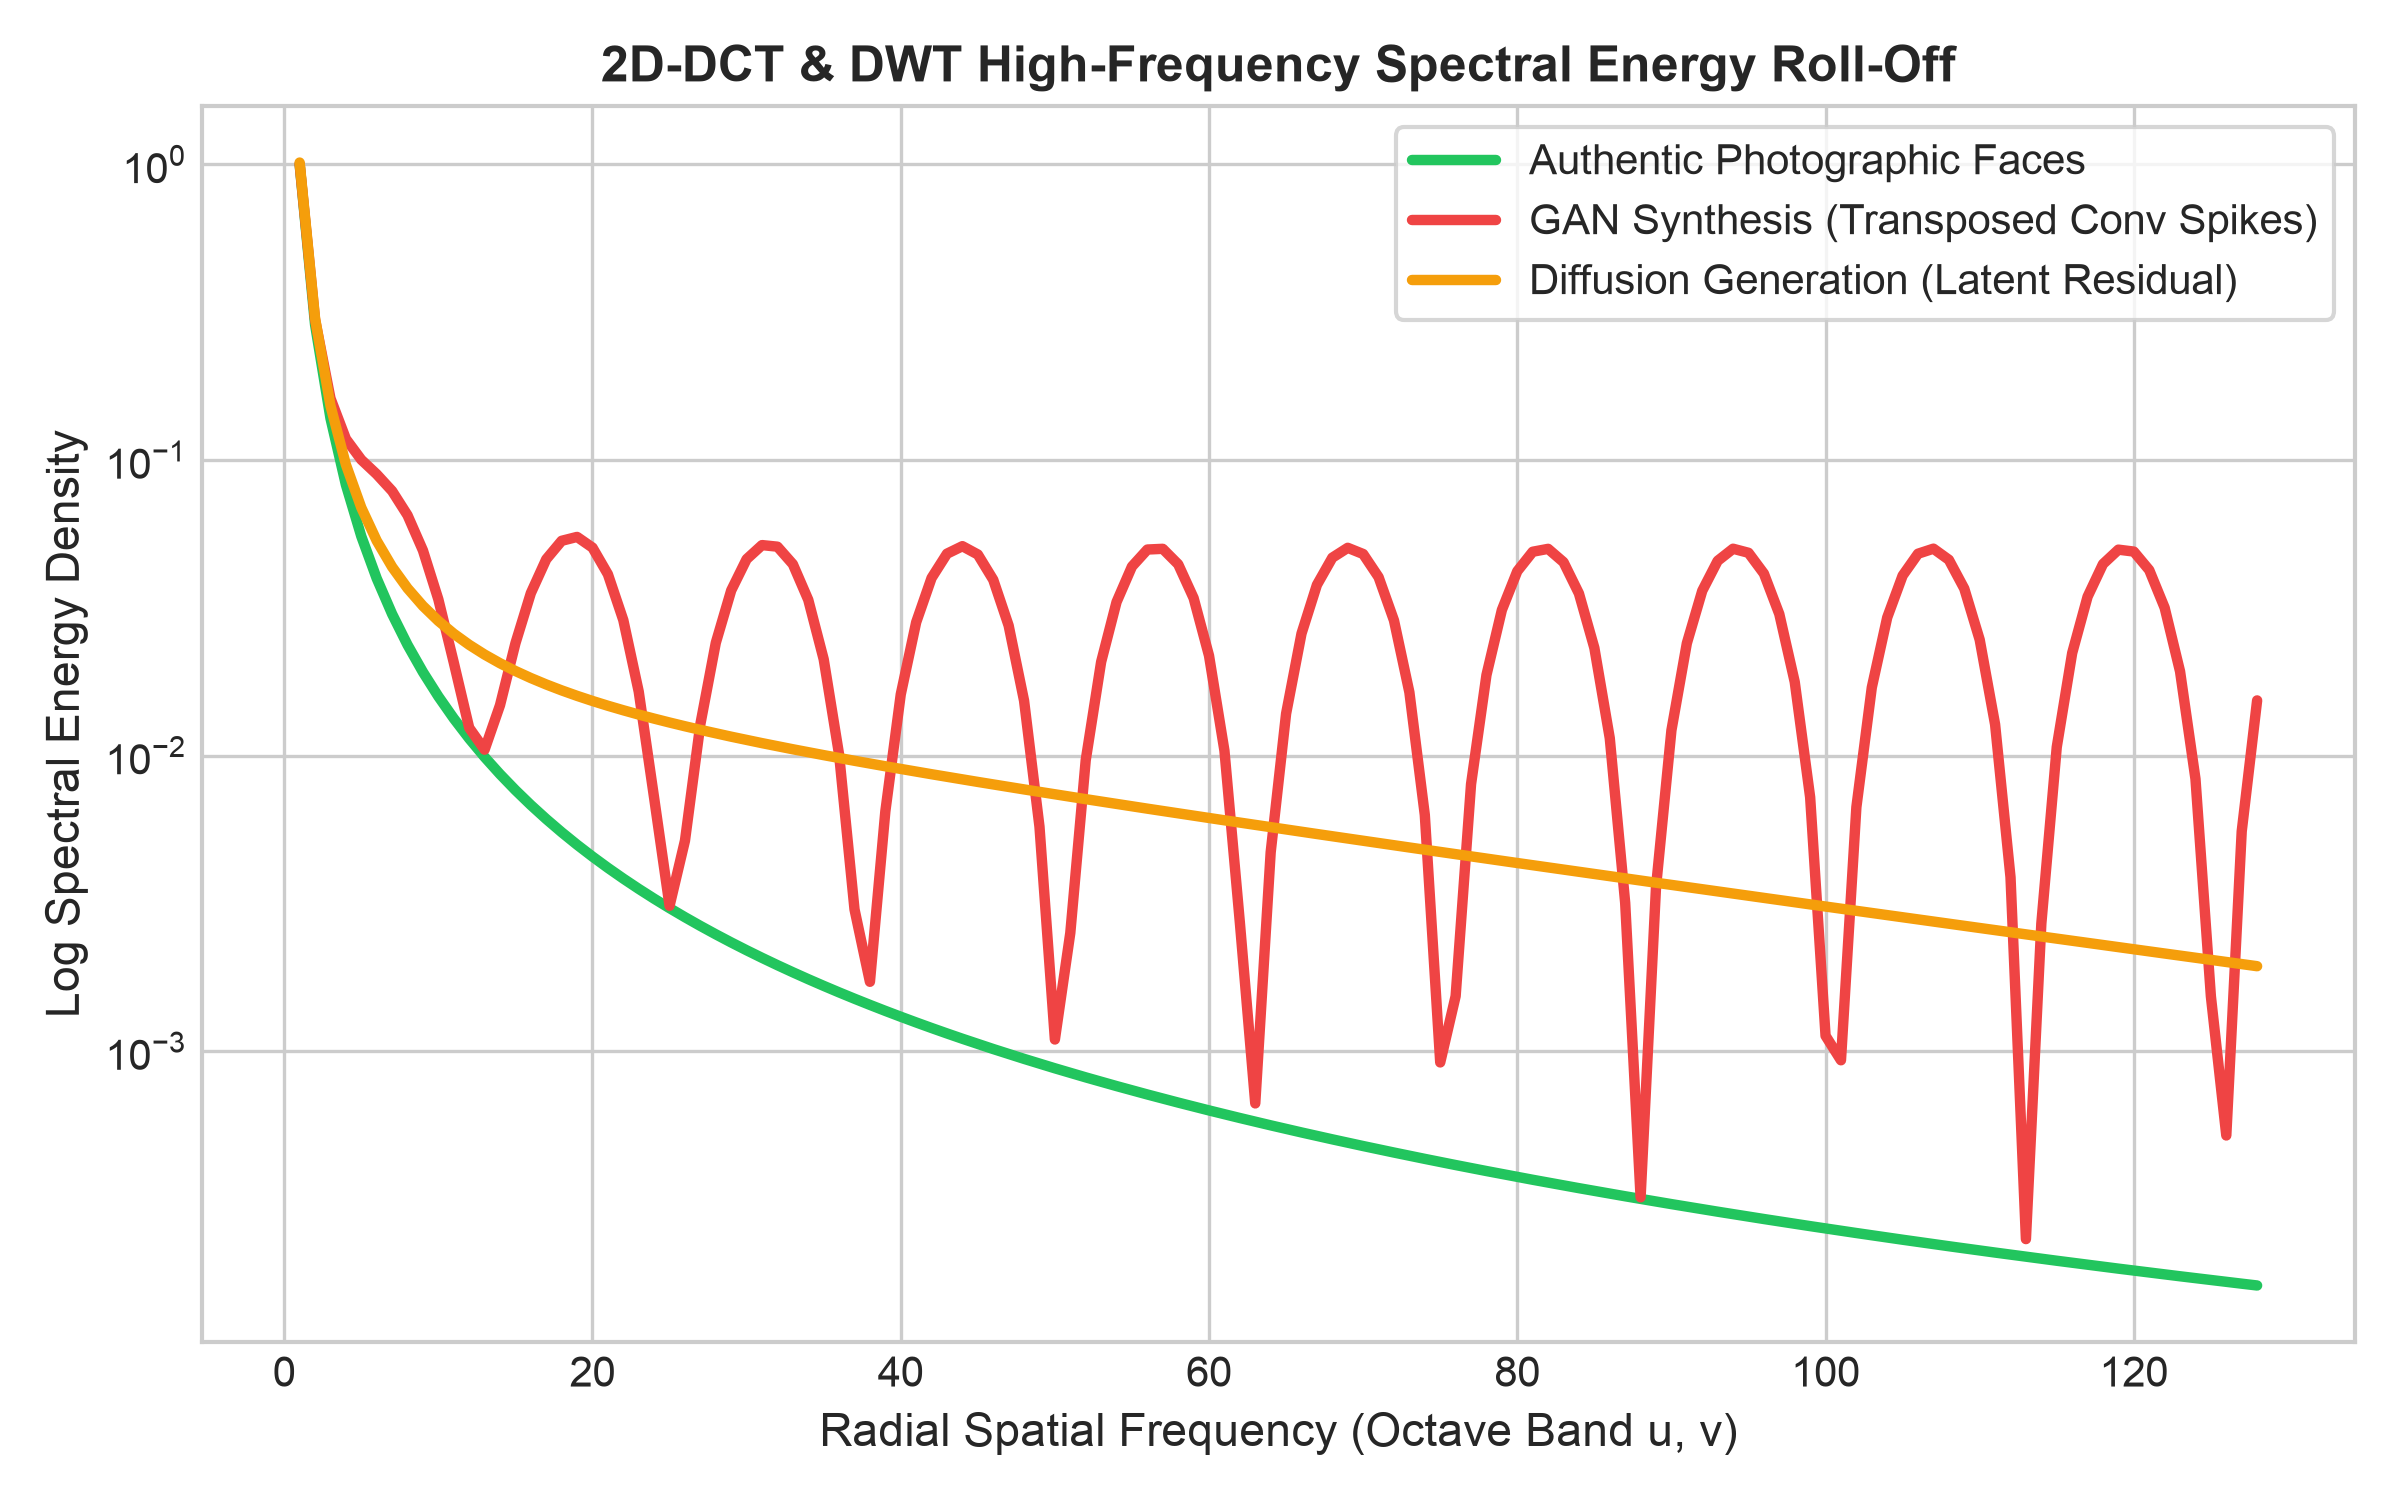 2D-DCT & DWT High-Frequency Spectral Energy Roll-Off
Authentic Photographic Faces
GAN Synthesis (Transposed Conv Spikes)
Diffusion Generation (Latent Residual)
Log Spectral Energy Density
10⁰
10⁻¹
10⁻²
10⁻³
0 20 40 60 80 100 120
Radial Spatial Frequency (Octave Band u, v)